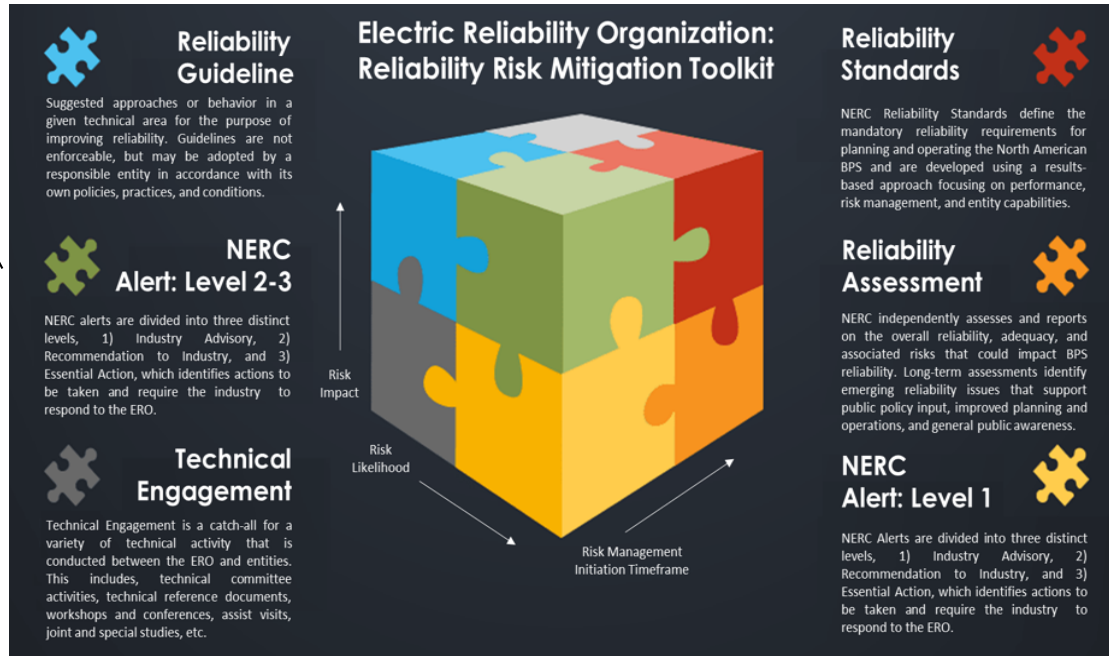 Electric Reliability Organization:
Reliability Risk Mitigation Toolkit
Reliability
Guideline
Suggested approaches or behavior in a
given technical area for the purpose of
improving reliability. Guidelines are not
enforceable, but may be adopted by a
responsible entity in accordance with its
own policies, practices, and conditions.
NERC
Alert: Level 2-3
NERC alerts are divided into three distinct
levels, 1) Industry Advisory, 2)
Recommendation to Industry, and 3)
Essential Action, which identifies actions to
be taken and require the industry to
respond to the ERO.
Technical
Engagement
Technical Engagement is a catch-all for a
variety of technical activity that is
conducted between the ERO and entities.
This includes, technical committee
activities, technical reference documents,
workshops and conferences, assist visits,
joint and special studies, etc.
Risk
Impact
Risk
Likelihood
Risk Management
Initiation Timeframe
Reliability
Standards
NERC Reliability Standards define the
mandatory reliability requirements for
planning and operating the North American
BPS and are developed using a results-
based approach focusing on performance,
risk management, and entity capabilities.
Reliability
Assessment
NERC independently assesses and reports
on the overall reliability, adequacy, and
associated risks that could impact BPS
reliability. Long-term assessments identify
emerging reliability issues that support
public policy input, improved planning and
operations, and general public awareness.
NERC
Alert: Level 1
NERC Alerts are divided into three distinct
levels, 1) Industry Advisory, 2)
Recommendation to Industry, and 3)
Essential Action, which identifies actions to
be taken and require the industry to
respond to the ERO.